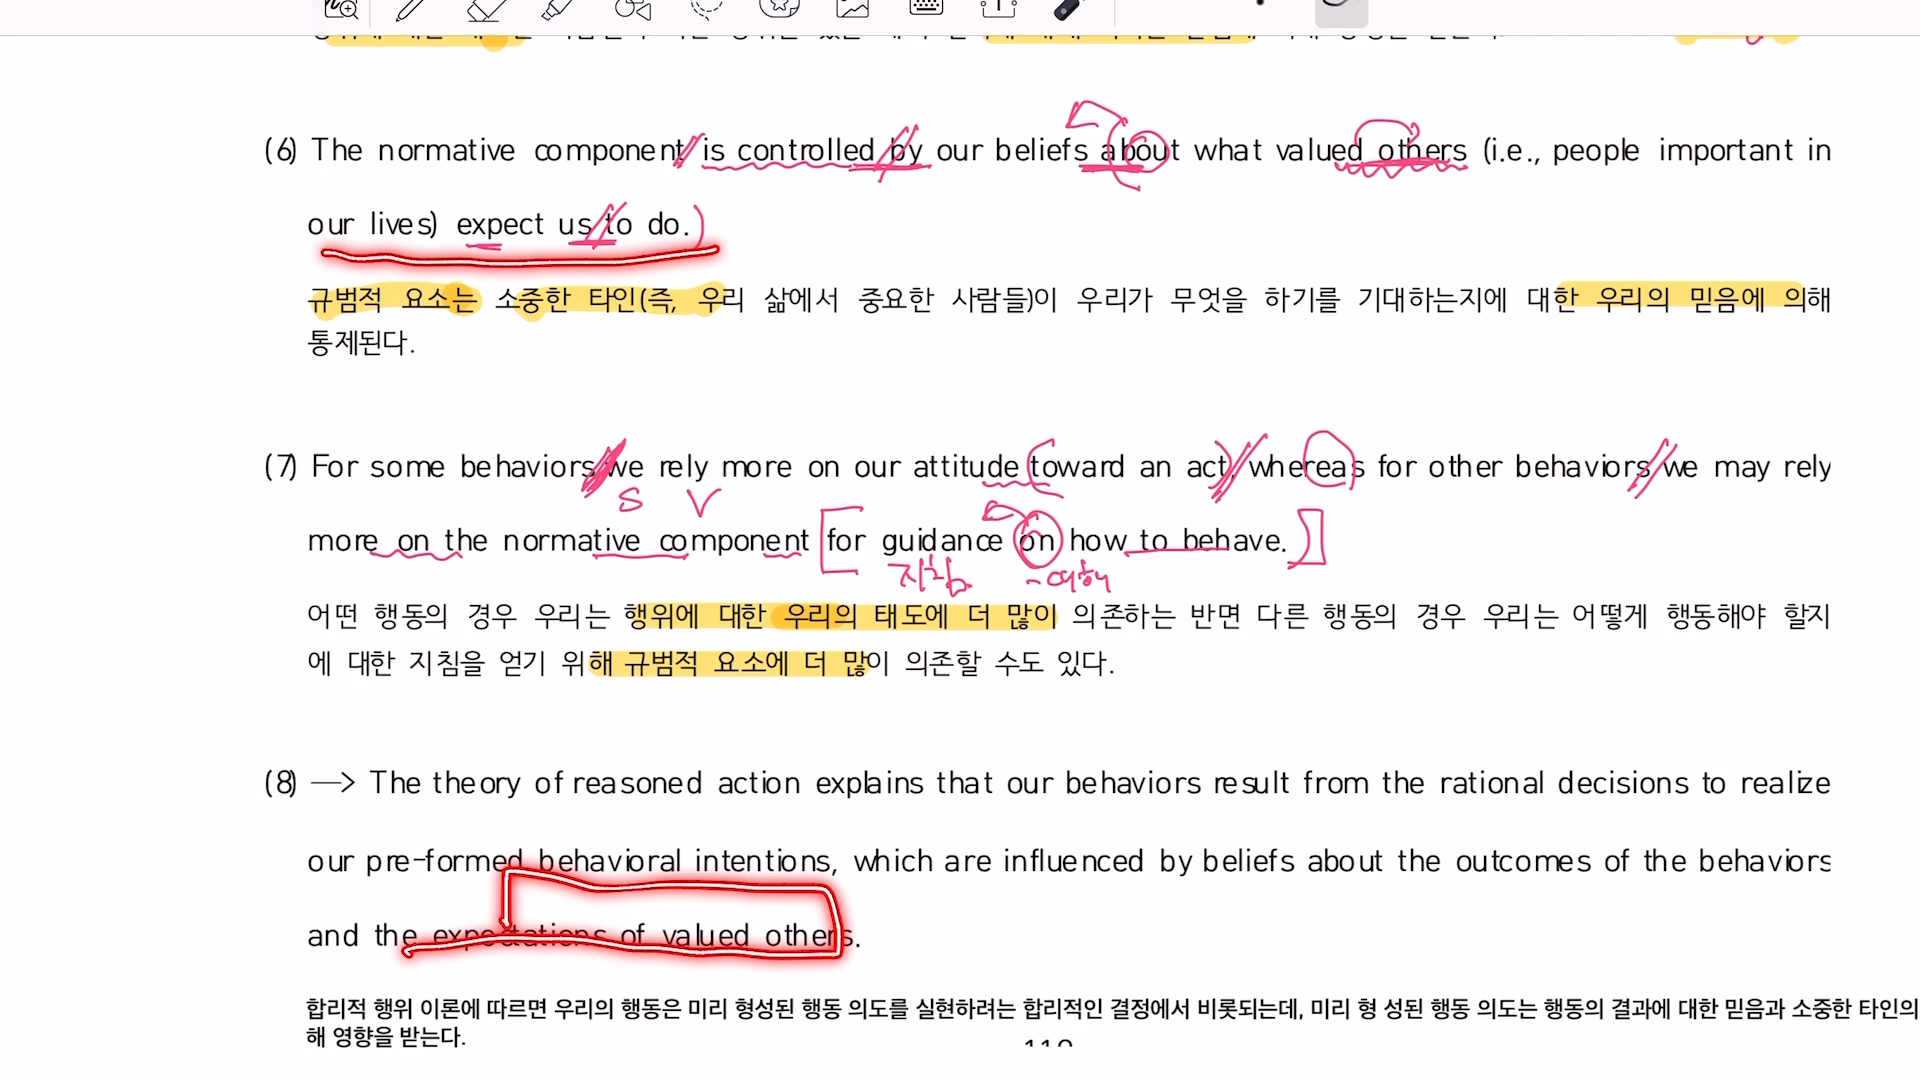 (6) The normative component is controlled by our beliefs about what valued others (i.e., people important in
our lives) expect us to do.
규범적 요소는 소중한 타인(즉, 우리 삶에서 중요한 사람들)이 우리가 무엇을 하기를 기대하는지에 대한 우리의 믿음에 의해
통제된다.
(7) For some behaviors we rely more on our attitude toward an act, whereas for other behaviors we may rely
S V
more on the normative component for guidance on how to behave.
지침 ~에 대해
어떤 행동의 경우 우리는 행위에 대한 우리의 태도에 더 많이 의존하는 반면 다른 행동의 경우 우리는 어떻게 행동해야 할지
에 대한 지침을 얻기 위해 규범적 요소에 더 많이 의존할 수도 있다.
(8) —> The theory of reasoned action explains that our behaviors result from the rational decisions to realize
our pre-formed behavioral intentions, which are influenced by beliefs about the outcomes of the behaviors
and the expectations of valued others.
합리적 행위 이론에 따르면 우리의 행동은 미리 형성된 행동 의도를 실현하려는 합리적인 결정에서 비롯되는데, 미리 형 성된 행동 의도는 행동의 결과에 대한 믿음과 소중한 타인의
해 영향을 받는다.